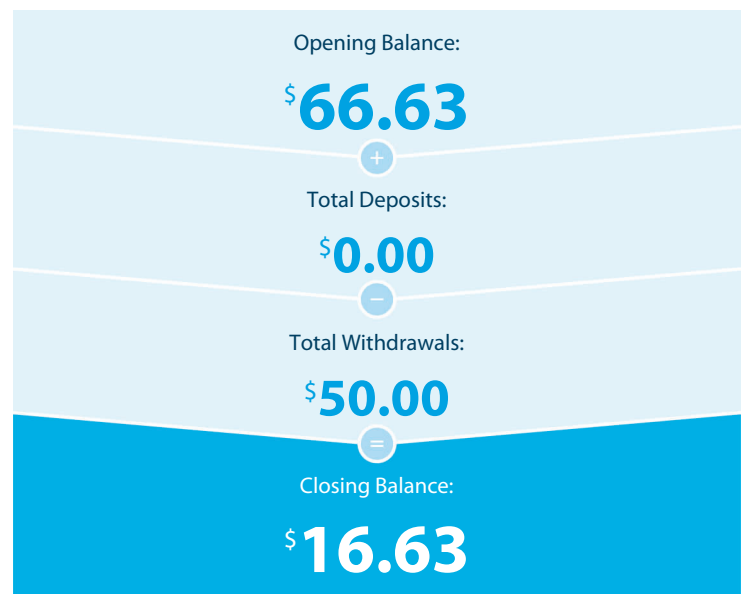 Opening Balance:
$66.63
+
Total Deposits:
$0.00
−
Total Withdrawals:
$50.00
=
Closing Balance:
$16.63